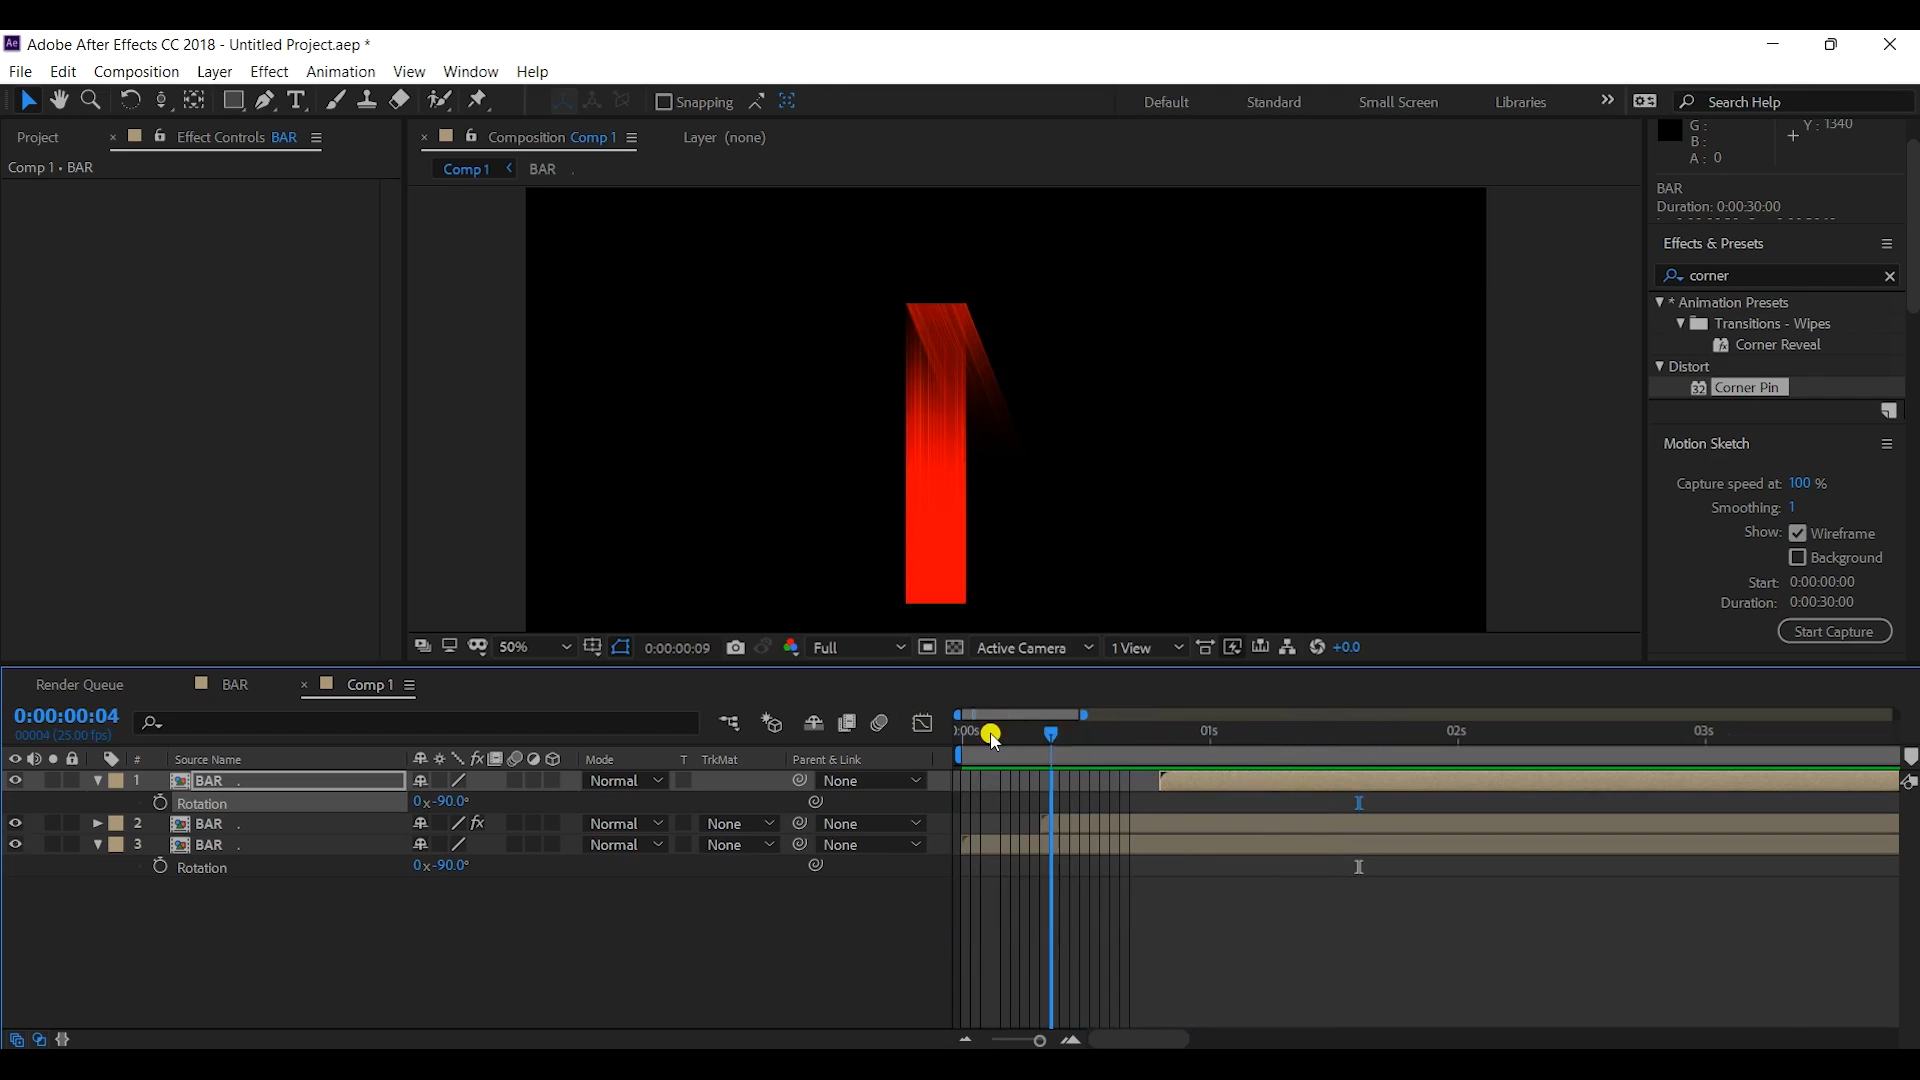 Adobe After Effects CC 2018 - Untitled Project.aep *
File Edit Composition Layer Effect Animation View Window Help
Snapping Default Standard Small Screen Libraries Search Help
Project Effect Controls BAR Composition Comp 1 Layer (none)
Comp 1 • BAR
Comp 1 BAR .
G: Y: 1340
B:
A: 0
BAR
Duration: 0:00:30:00
Effects & Presets
corner
* Animation Presets
Transitions - Wipes
Corner Reveal
Distort
32 Corner Pin
Motion Sketch
Capture speed at: 100 %
Smoothing: 1
Show: Wireframe
Background
Start: 0:00:00:00
Duration: 0:00:30:00
Start Capture
50% 0:00:00:09 Full Active Camera 1 View +0.0
Render Queue BAR Comp 1
0:00:00:04
00004 (25.00 fps)
:00s 01s 02s 03s
# Source Name Mode T TrkMat Parent & Link
1 BAR . Normal None
Rotation 0x-90.0°
2 BAR . fx Normal None None
3 BAR . Normal None None
Rotation 0x-90.0°